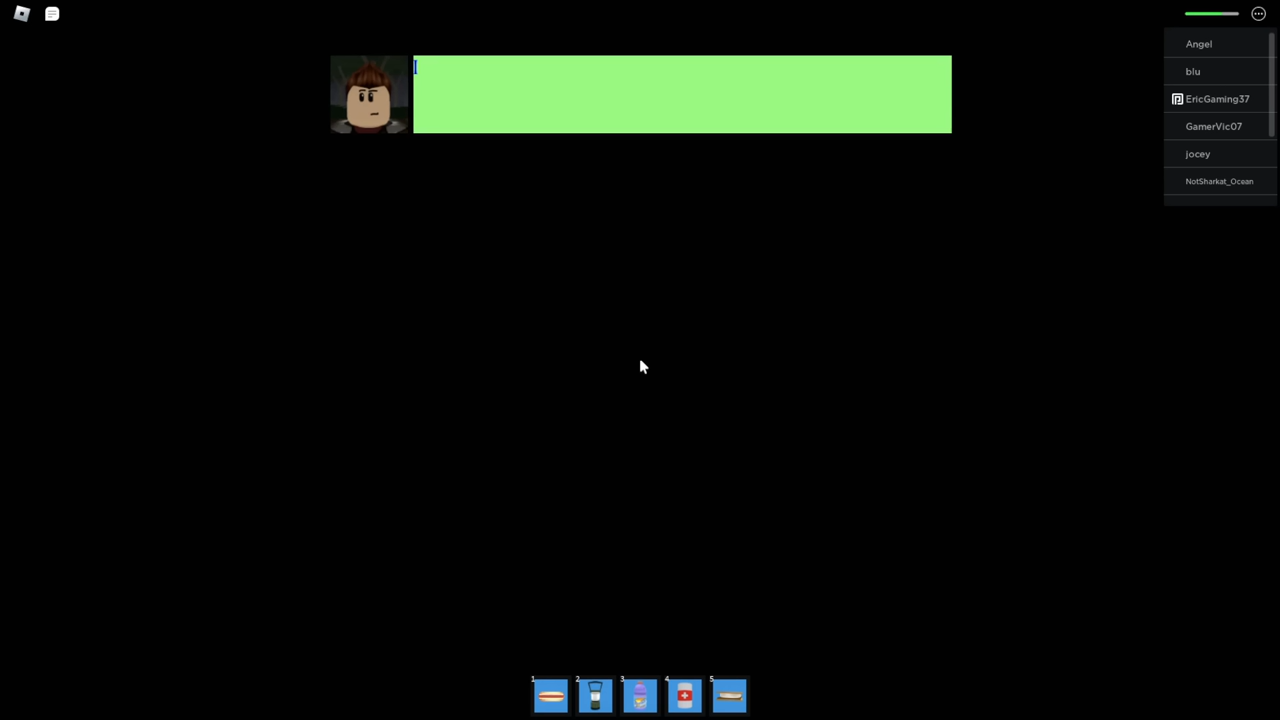 I
Angel
blu
EricGaming37
GamerVic07
jocey
NotSharkat_Ocean
1 2 3 4 5